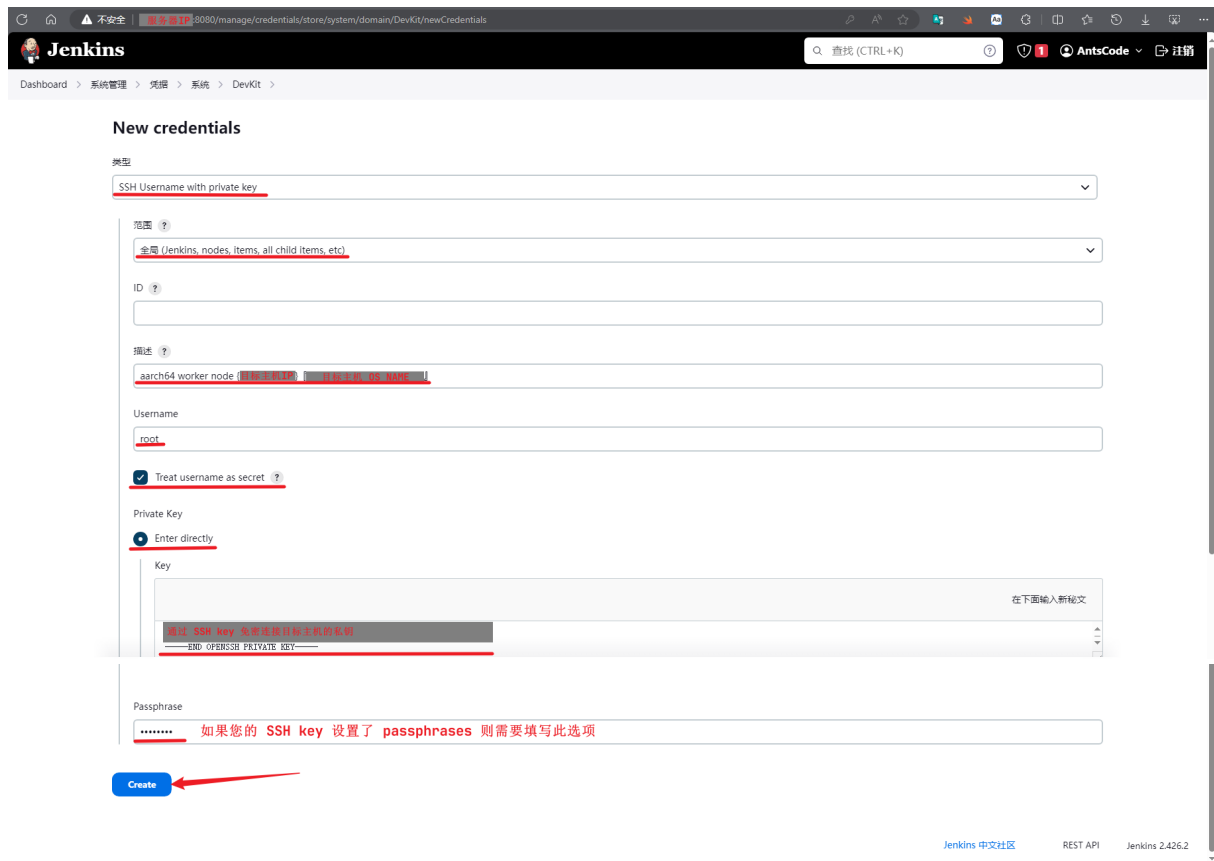 不安全 服务器IP:8080/manage/credentials/store/system/domain/DevKit/newCredentials
Jenkins 查找 (CTRL+K) ? 1 AntsCode 注销
Dashboard > 系统管理 > 凭据 > 系统 > DevKit >
New credentials
类型
SSH Username with private key
范围 ?
全局 (Jenkins, nodes, items, all child items, etc)
ID ?
描述 ?
aarch64 worker node (目标主机IP) [ 目标主机 OS NAME ]
Username
root
Treat username as secret ?
Private Key
Enter directly
Key
在下面输入新秘文
通过 SSH key 免密连接目标主机的私钥
-----END OPENSSH PRIVATE KEY-----
Passphrase
•••••••• 如果您的 SSH key 设置了 passphrases 则需要填写此选项
Create
Jenkins 中文社区 REST API Jenkins 2.426.2